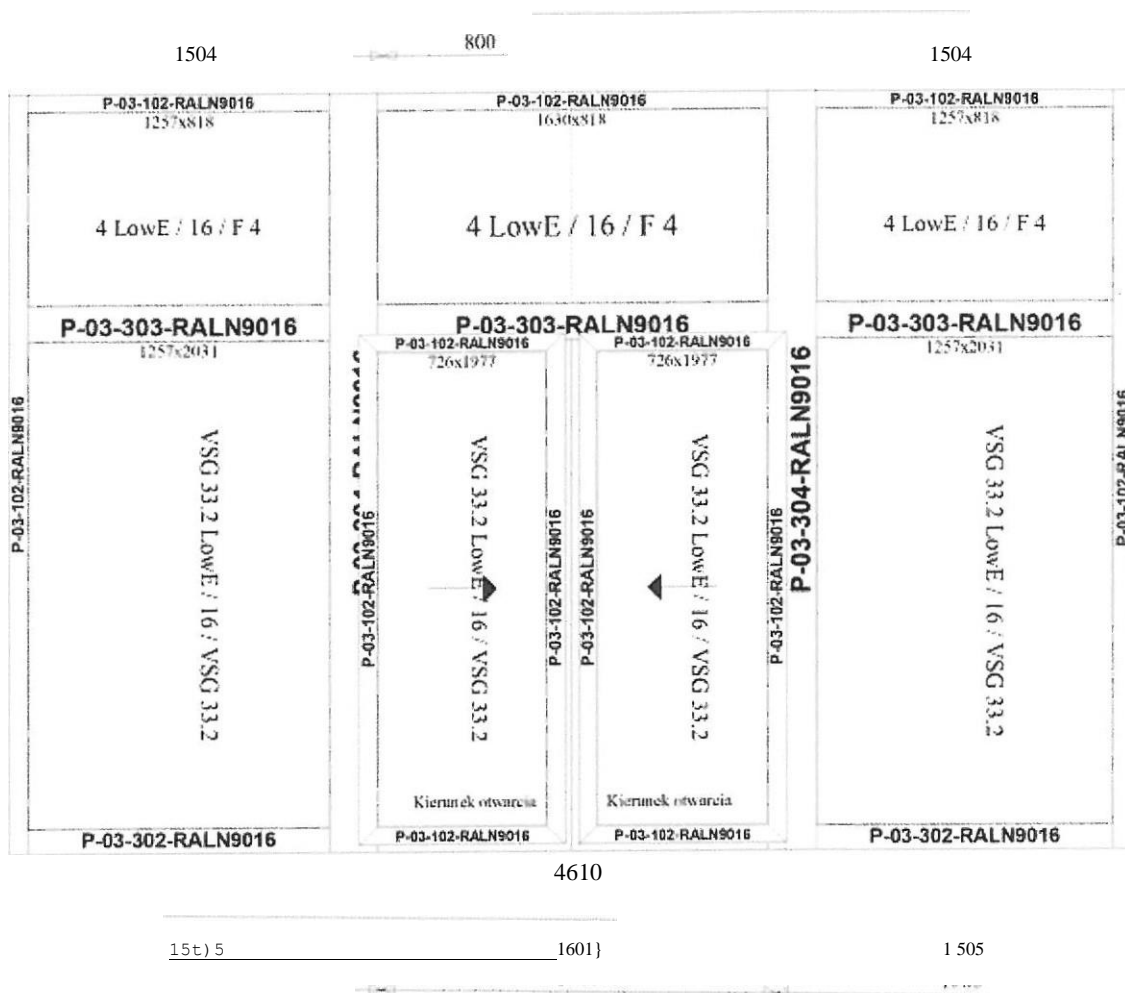 800
1504
1504
P-03-102-RALN9016
P-03-102-RALN9016
P-03-102-RALN9016
1257x818
1630x818
1257x818
4 LowE / 16 / F 4
4 LowE / 16 / F 4
4 LowE / 16 / F 4
P-03-303-RALN9016
P-03-303-RALN9016
P-03-303-RALN9016
P-03-102-RALN9016
P-03-102-RALN9016
1257x2031
726x1977
726x1977
1257x2031
P-03-102-RALN9016
VSG 33.2 LowE / 16 / VSG 33.2
P-03-102-RALN9016
VSG 33.2 LowE / 16 / VSG 33.2
P-03-102-RALN9016
P-03-102-RALN9016
VSG 33.2 LowE / 16 / VSG 33.2
P-03-102-RALN9016
P-03-304-RALN9016
VSG 33.2 LowE / 16 / VSG 33.2
P-03-102-RALN9016
Kierunek otwarcia
Kierunek otwarcia
P-03-302-RALN9016
P-03-102-RALN9016
P-03-102-RALN9016
P-03-302-RALN9016
4610
15t)5
1601}
1 505